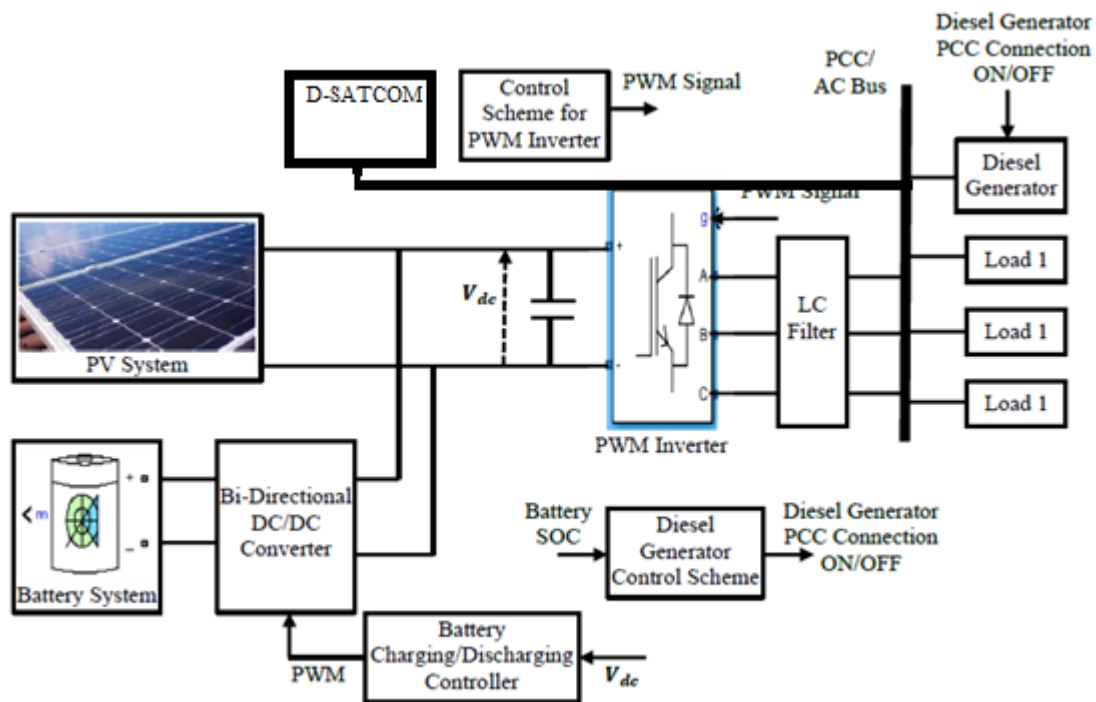 Diesel Generator
PCC Connection
ON/OFF
PCC/
AC Bus
D-SATCOM
Control
Scheme for
PWM Inverter
PWM Signal
Diesel
Generator
PWM Signal
g
+
A
B
-
C
V_dc
LC
Filter
Load 1
Load 1
Load 1
PV System
PWM Inverter
< m
+
–
Battery System
Bi-Directional
DC/DC
Converter
Battery
SOC
Diesel
Generator
Control Scheme
Diesel Generator
PCC Connection
ON/OFF
PWM
Battery
Charging/Discharging
Controller
V_dc